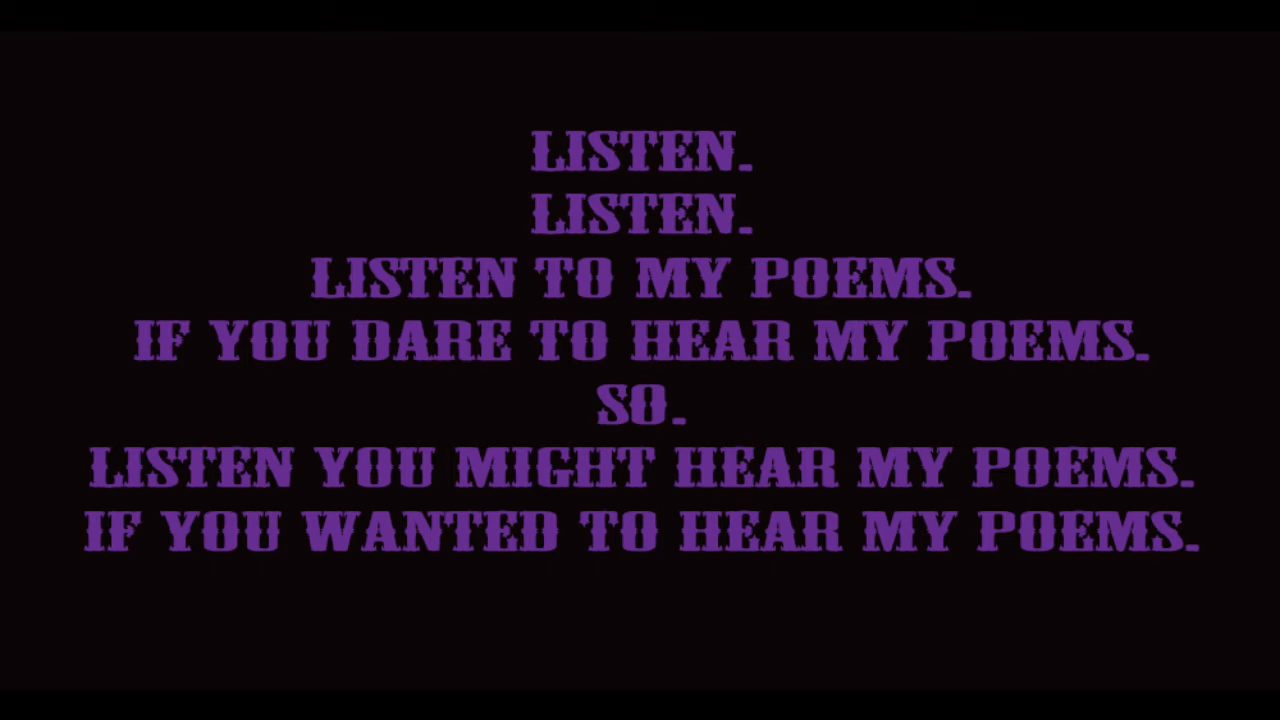 LISTEN.
LISTEN.
LISTEN TO MY POEMS.
IF YOU DARE TO HEAR MY POEMS.
SO.
LISTEN YOU MIGHT HEAR MY POEMS.
IF YOU WANTED TO HEAR MY POEMS.